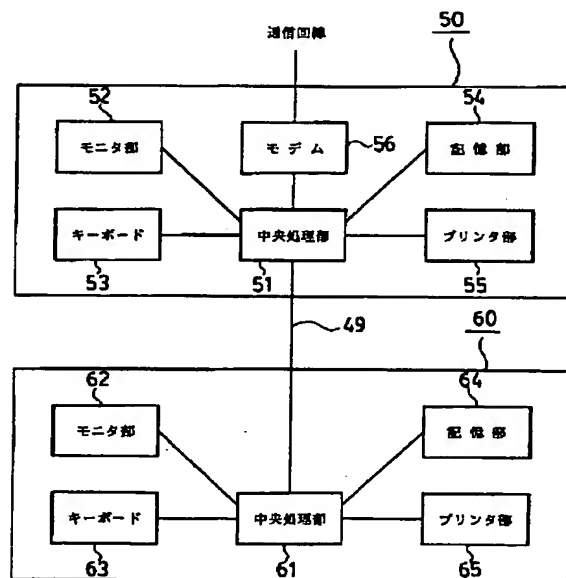 通信回線
50
52
54
モニタ部
モデム
56
記憶部
キーボード
中央処理部
プリンタ部
53
51
55
49
60
62
64
モニタ部
記憶部
キーボード
中央処理部
プリンタ部
63
61
65